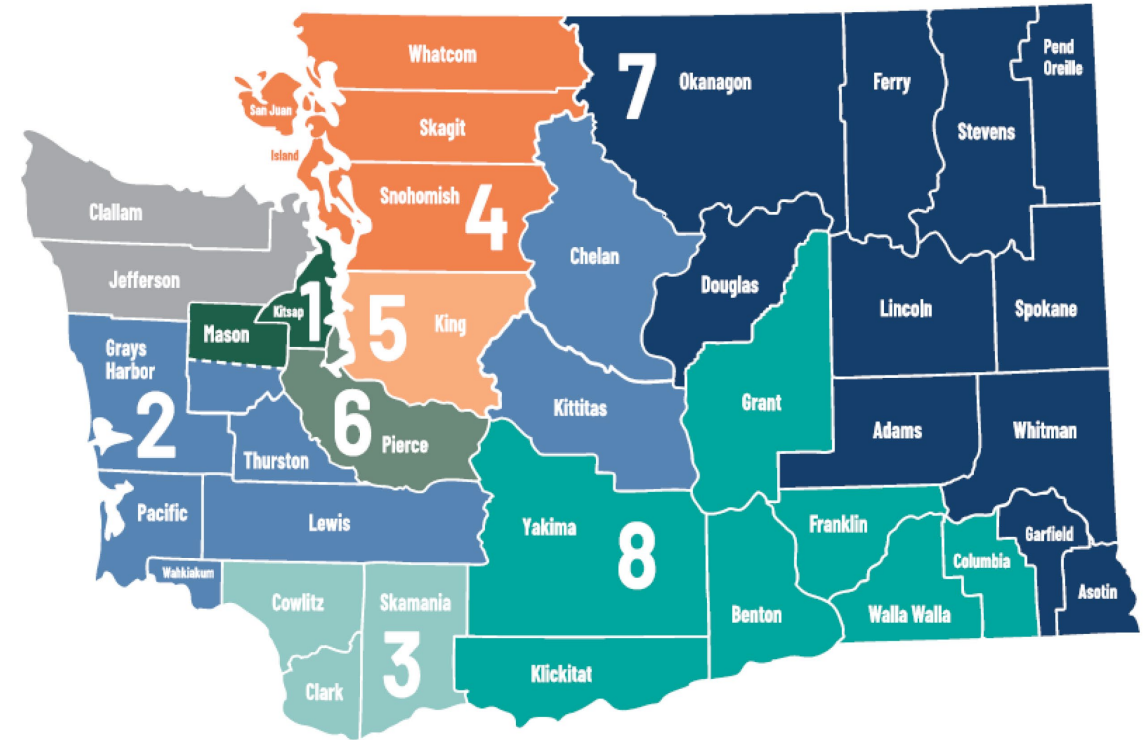 Whatcom
7
Okanagon
Ferry
Pend
Oreille
San Juan
Skagit
Stevens
Island
Snohomish
4
Clallam
Chelan
Jefferson
Douglas
1
Kitsap
5
King
Lincoln
Spokane
Mason
Grays
Harbor
2
Kittitas
Grant
6
Pierce
Adams
Whitman
Thurston
Pacific
Lewis
Yakima
8
Franklin
Garfield
Columbia
Wahkiakum
Cowlitz
Skamania
Asotin
Benton
Walla Walla
3
Clark
Klickitat